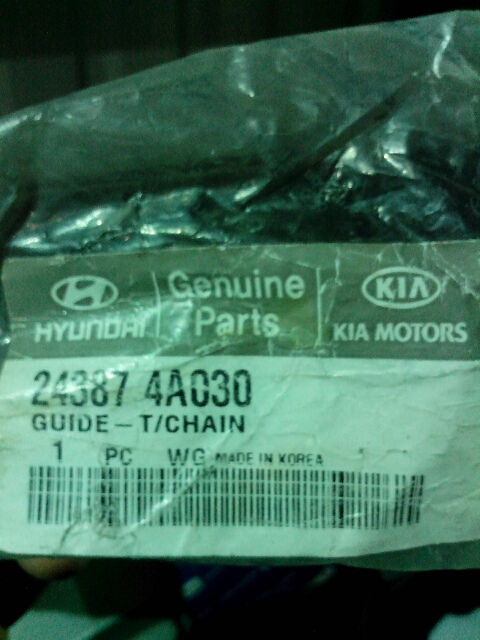 HYUNDAI
Genuine
Parts
KIA
KIA MOTORS
24387 4A030
GUIDE-T/CHAIN
1 PC WG MADE IN KOREA